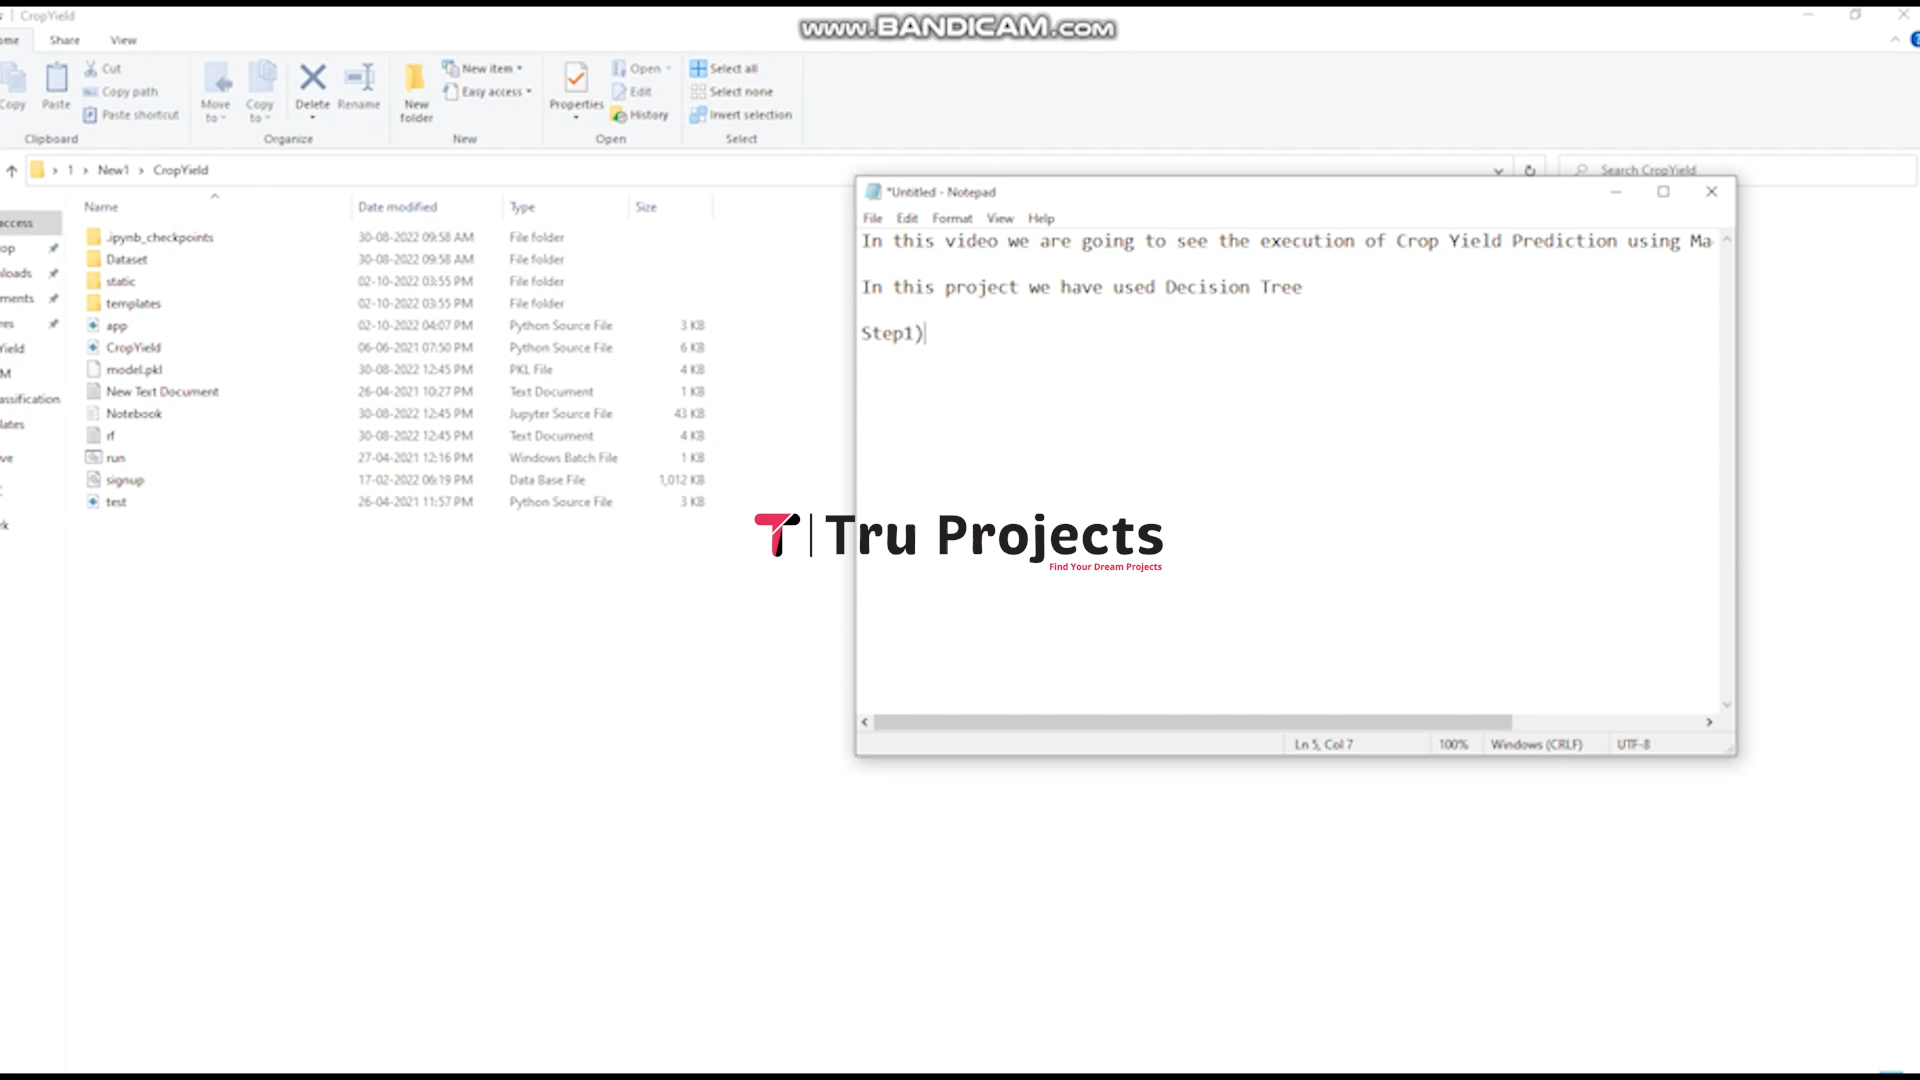 CropYield
www.BANDICAM.com
Share
View
Cut
Copy path
Paste shortcut
Copy
Paste
Clipboard
Move to
Copy to
Delete
Rename
Organize
New folder
New item
Easy access
New
Properties
Open
Edit
History
Open
Select all
Select none
Invert selection
Select
1 › New1 › CropYield
Search CropYield
Name Date modified Type Size
.ipynb_checkpoints 30-08-2022 09:58 AM File folder
Dataset 30-08-2022 09:58 AM File folder
static 02-10-2022 03:55 PM File folder
templates 02-10-2022 03:55 PM File folder
app 02-10-2022 04:07 PM Python Source File 3 KB
CropYield 06-06-2021 07:50 PM Python Source File 6 KB
model.pkl 30-08-2022 12:45 PM PKL File 4 KB
New Text Document 26-04-2021 10:27 PM Text Document 1 KB
Notebook 30-08-2022 12:45 PM Jupyter Source File 43 KB
rf 30-08-2022 12:45 PM Text Document 4 KB
run 27-04-2021 12:16 PM Windows Batch File 1 KB
signup 17-02-2022 06:19 PM Data Base File 1,012 KB
test 26-04-2021 11:57 PM Python Source File 3 KB
*Untitled - Notepad
File Edit Format View Help
In this video we are going to see the execution of Crop Yield Prediction using Ma
In this project we have used Decision Tree
Step1)
Ln 5, Col 7 100% Windows (CRLF) UTF-8
T | Tru Projects
Find Your Dream Projects